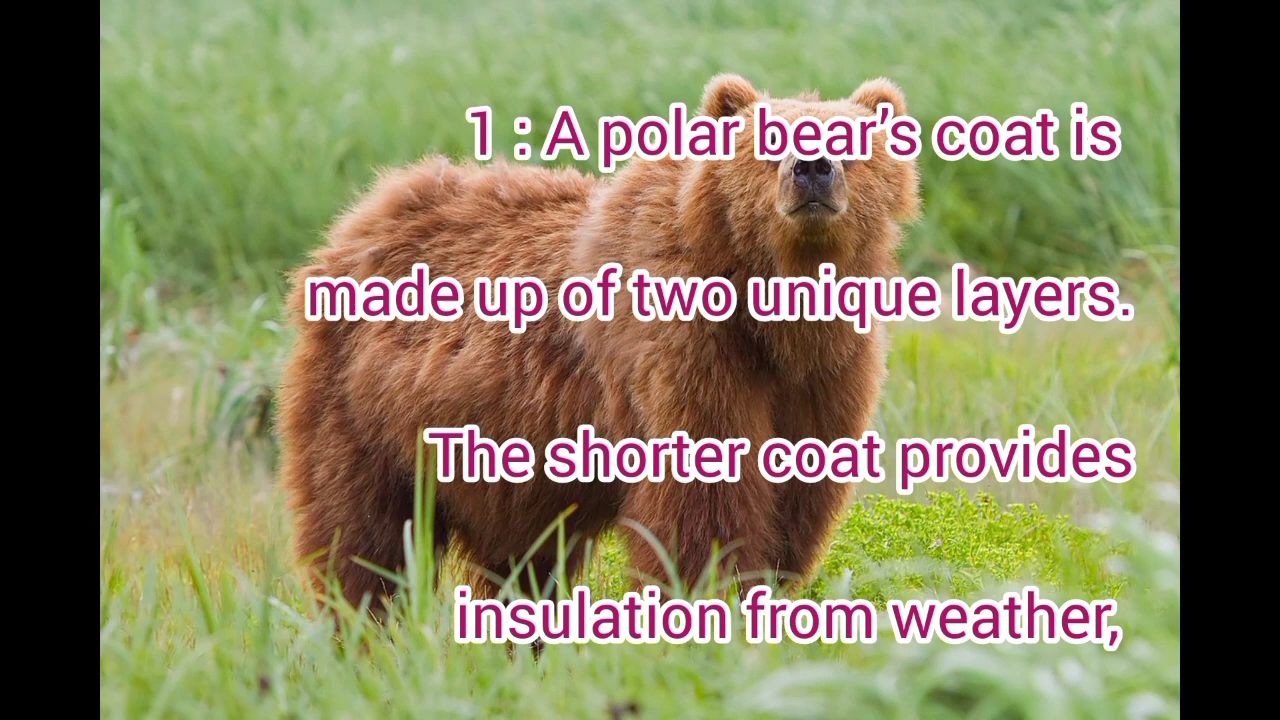 1 : A polar bear’s coat is
made up of two unique layers.
The shorter coat provides
insulation from weather,